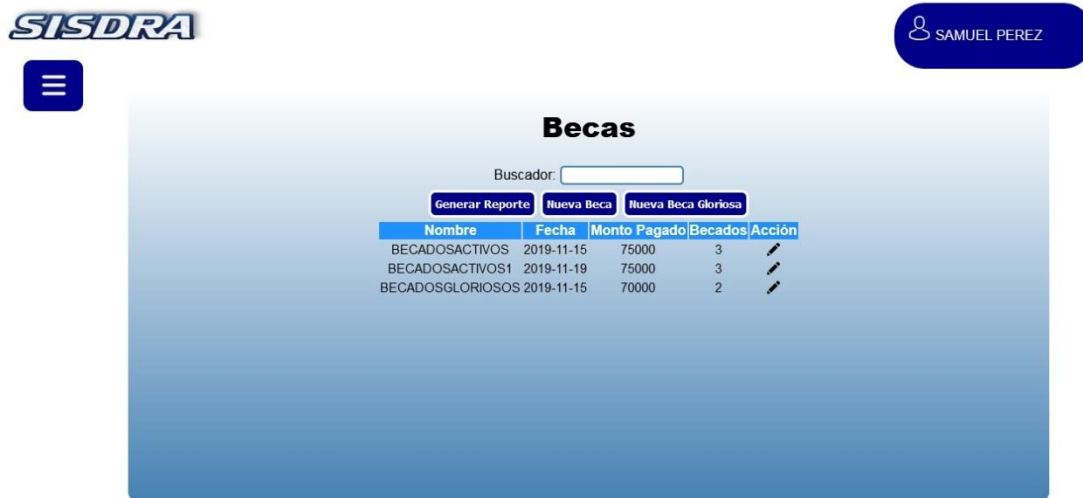 SISDRA
SAMUEL PEREZ
Becas
Buscador:
Generar Reporte Nueva Beca Nueva Beca Gloriosa
Nombre Fecha Monto Pagado Becados Acción
BECADOSACTIVOS 2019-11-15 75000 3
BECADOSACTIVOS1 2019-11-19 75000 3
BECADOSGLORIOSOS 2019-11-15 70000 2